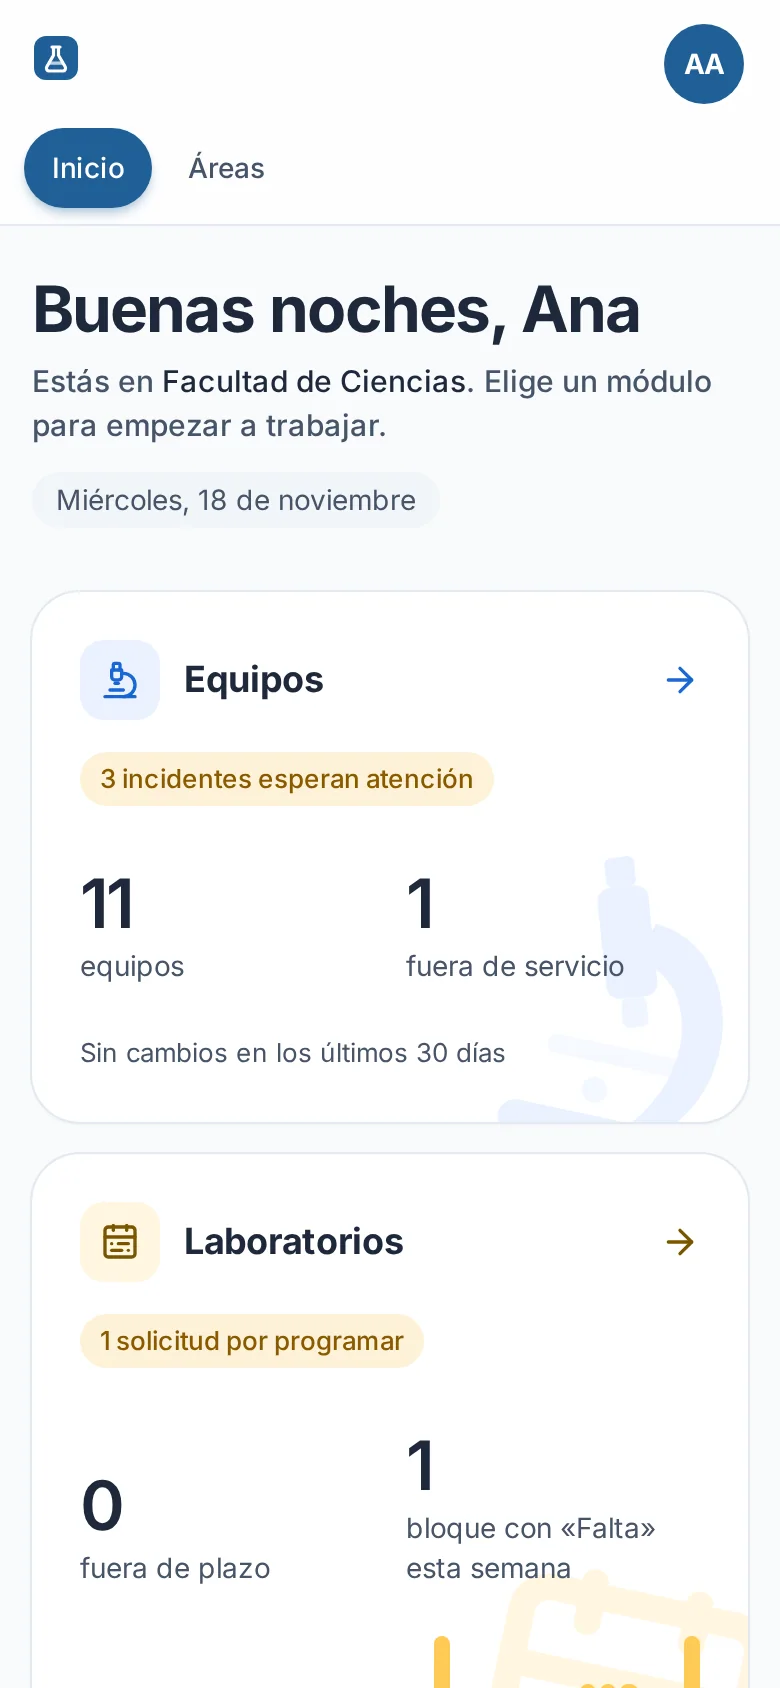 AA
Inicio
Áreas
Buenas noches, Ana
Estás en Facultad de Ciencias. Elige un módulo
para empezar a trabajar.
Miércoles, 18 de noviembre
Equipos
3 incidentes esperan atención
11
equipos
1
fuera de servicio
Sin cambios en los últimos 30 días
Laboratorios
1 solicitud por programar
0
fuera de plazo
1
bloque con «Falta»
esta semana